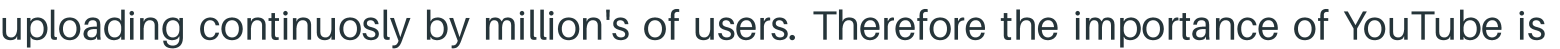 uploading continuosly by million's of users. Therefore the importance of YouTube is